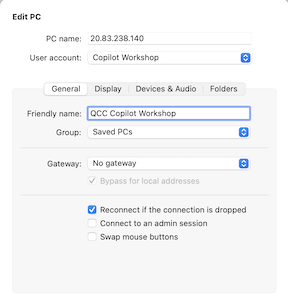 Edit PC
PC name: 20.83.238.140
User account: Copilot Workshop
General Display Devices & Audio Folders
Friendly name: QCC Copilot Workshop
Group: Saved PCs
Gateway: No gateway
Bypass for local addresses
Reconnect if the connection is dropped
Connect to an admin session
Swap mouse buttons